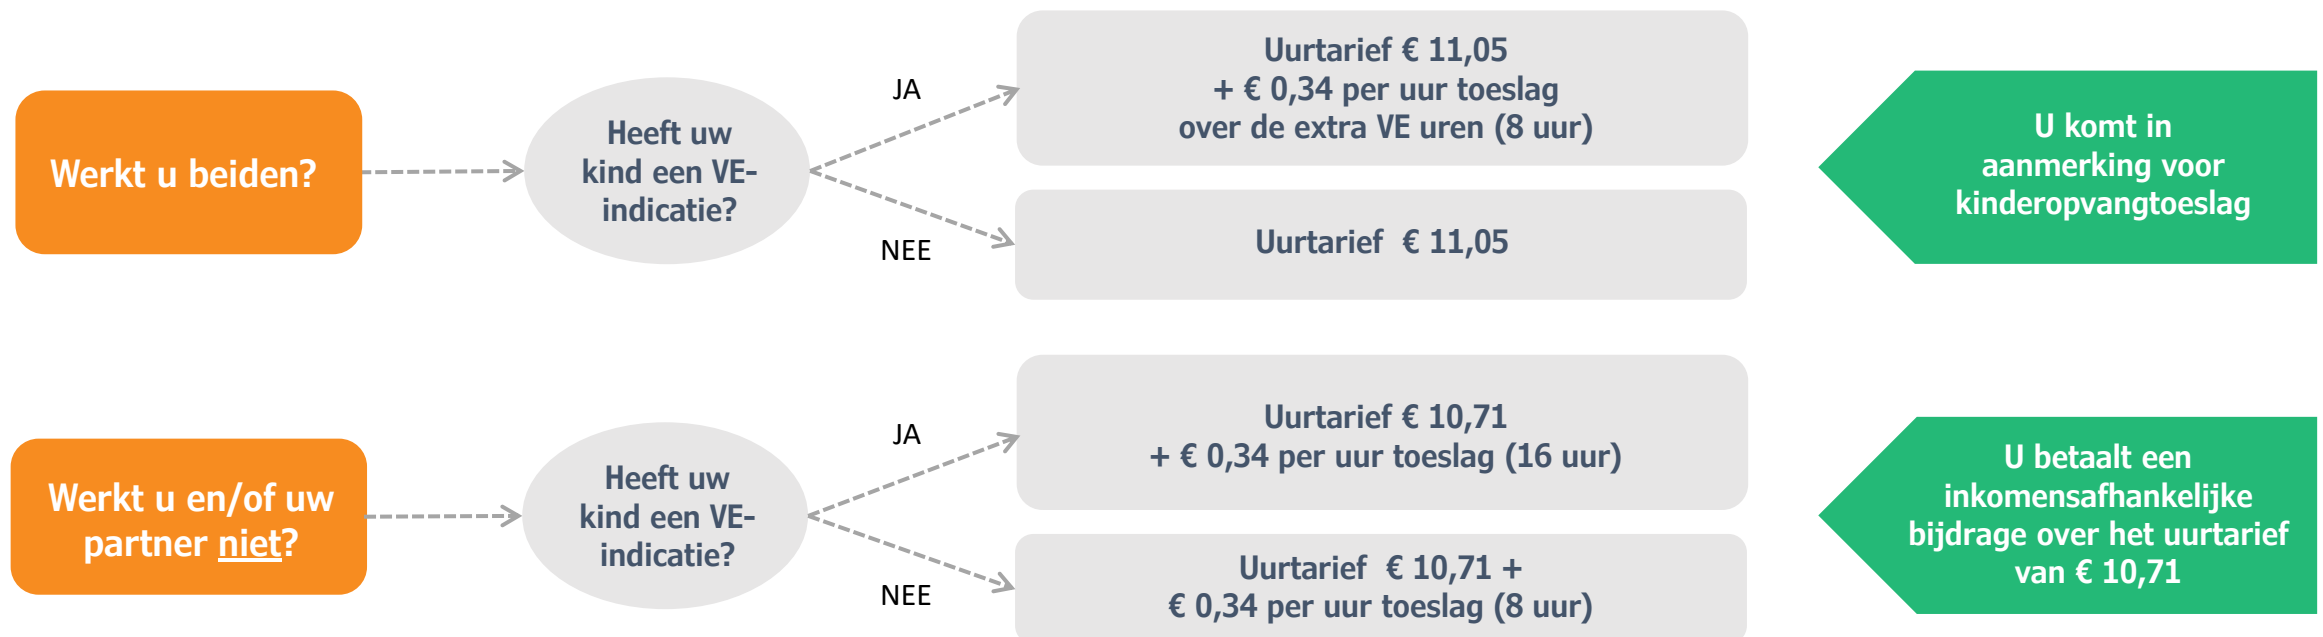 Werkt u beiden?
Heeft uw
kind een VE-
indicatie?
JA
NEE
Uurtarief € 11,05
+ € 0,34 per uur toeslag
over de extra VE uren (8 uur)
Uurtarief € 11,05
U komt in
aanmerking voor
kinderopvangtoeslag
Werkt u en/of uw
partner niet?
Heeft uw
kind een VE-
indicatie?
JA
NEE
Uurtarief € 10,71
+ € 0,34 per uur toeslag (16 uur)
Uurtarief € 10,71 +
€ 0,34 per uur toeslag (8 uur)
U betaalt een
inkomensafhankelijke
bijdrage over het uurtarief
van € 10,71